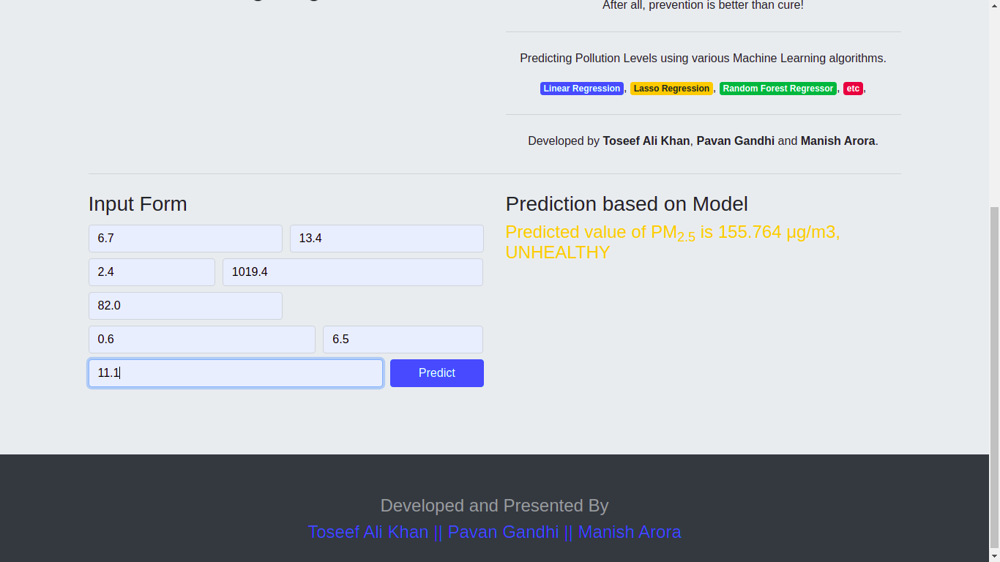 After all, prevention is better than cure!
Predicting Pollution Levels using various Machine Learning algorithms.
Linear Regression, Lasso Regression, Random Forest Regressor, etc,
Developed by Toseef Ali Khan, Pavan Gandhi and Manish Arora.
Input Form
6.7 13.4
2.4 1019.4
82.0
0.6 6.5
11.1 Predict
Prediction based on Model
Predicted value of PM2.5 is 155.764 µg/m3,
UNHEALTHY
Developed and Presented By
Toseef Ali Khan || Pavan Gandhi || Manish Arora